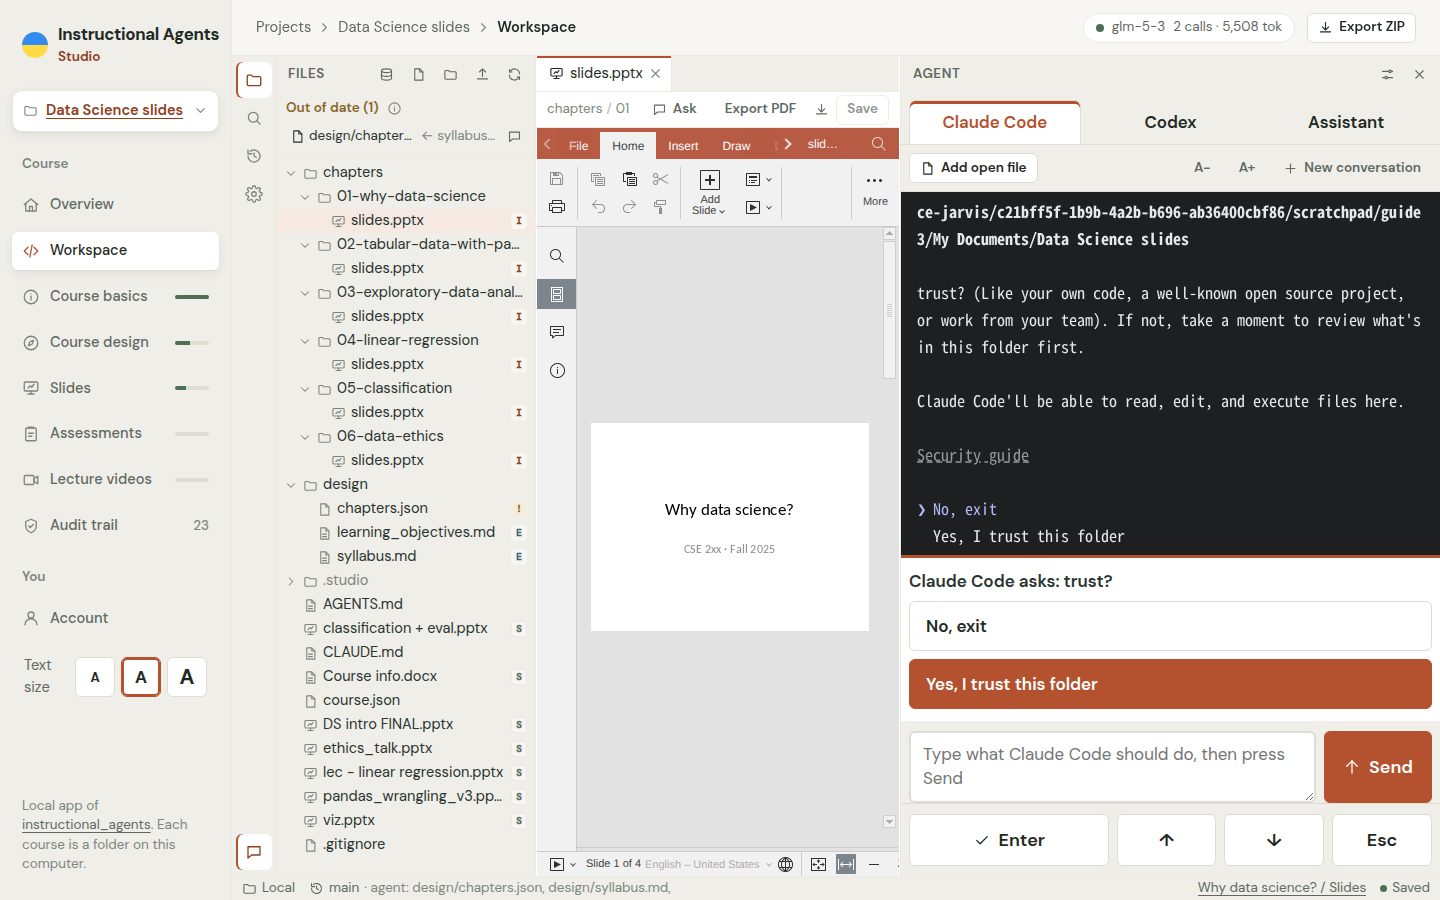 Instructional Agents
Studio
Projects > Data Science slides > Workspace
glm-5-3 2 calls · 5,508 tok
Export ZIP
Data Science slides
Course
Overview
Workspace
Course basics
Course design
Slides
Assessments
Lecture videos
Audit trail 23
You
Account
Text size
A A A
Local app of
instructional_agents. Each
course is a folder on this
computer.
FILES
Out of date (1)
design/chapter... ← syllabus...
chapters
01-why-data-science
slides.pptx I
02-tabular-data-with-pa...
slides.pptx I
03-exploratory-data-anal...
slides.pptx I
04-linear-regression
slides.pptx I
05-classification
slides.pptx I
06-data-ethics
slides.pptx I
design
chapters.json !
learning_objectives.md E
syllabus.md E
.studio
AGENTS.md
classification + eval.pptx S
CLAUDE.md
Course info.docx S
course.json
DS intro FINAL.pptx S
ethics_talk.pptx S
lec - linear regression.pptx S
pandas_wrangling_v3.pp... S
viz.pptx S
.gitignore
slides.pptx
chapters / 01
Ask
Export PDF
Save
File Home Insert Draw slid...
Add
Slide
More
Why data science?
CSE 2xx · Fall 2025
Slide 1 of 4 English – United States
AGENT
Claude Code
Codex
Assistant
Add open file
A- A+ + New conversation
ce-jarvis/c21bff5f-1b9b-4a2b-b696-ab36400cbf86/scratchpad/guide
3/My Documents/Data Science slides
trust? (Like your own code, a well-known open source project,
or work from your team). If not, take a moment to review what's
in this folder first.
Claude Code'll be able to read, edit, and execute files here.
Security guide
❯ No, exit
Yes, I trust this folder
Claude Code asks: trust?
No, exit
Yes, I trust this folder
Type what Claude Code should do, then press
Send
↑ Send
✓ Enter
↑
↓
Esc
Local
main · agent: design/chapters.json, design/syllabus.md,
Why data science? / Slides
Saved